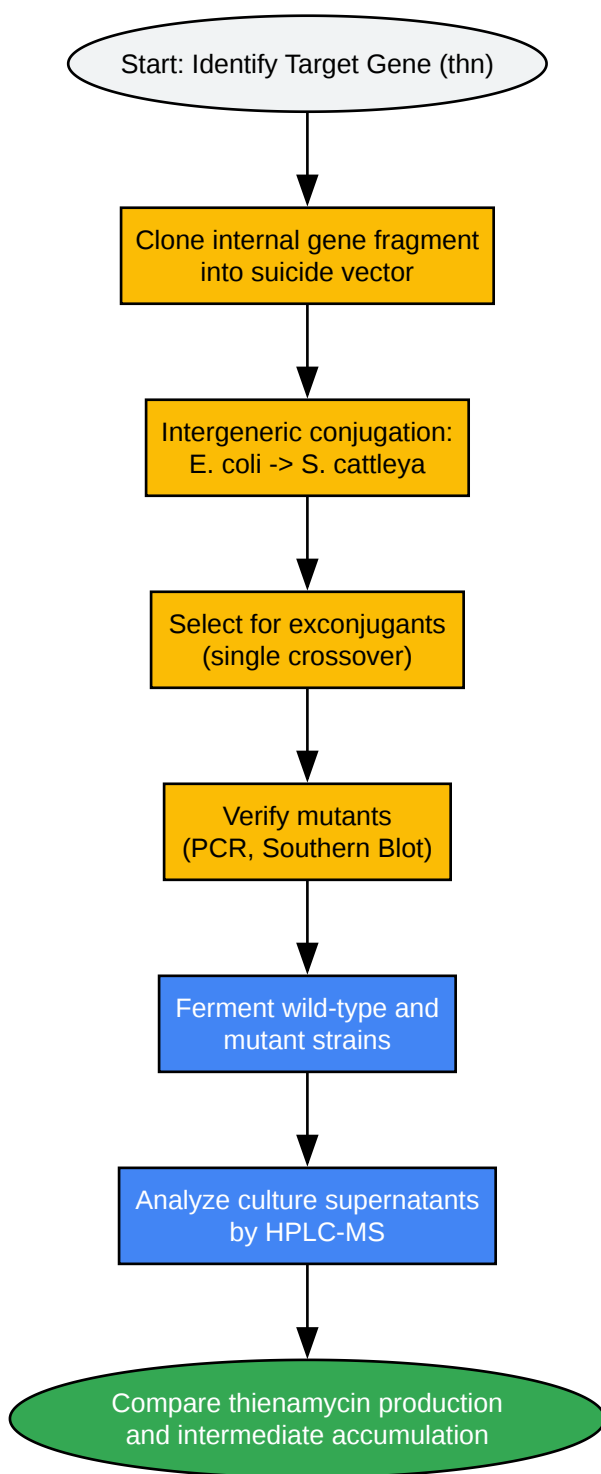 Start: Identify Target Gene (thn)
Clone internal gene fragment
into suicide vector
Intergeneric conjugation:
E. coli -> S. cattleya
Select for exconjugants
(single crossover)
Verify mutants
(PCR, Southern Blot)
Ferment wild-type and
mutant strains
Analyze culture supernatants
by HPLC-MS
Compare thienamycin production
and intermediate accumulation